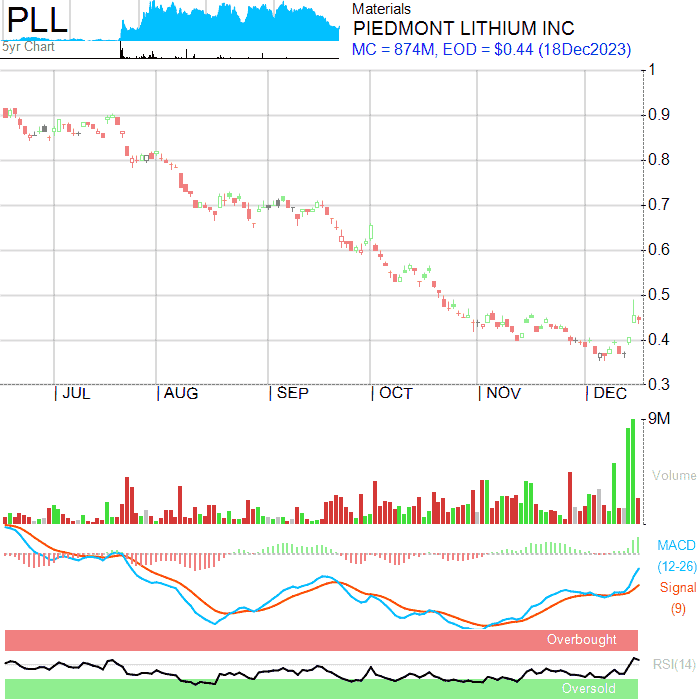 PLL
5yr Chart
Materials
PIEDMONT LITHIUM INC
MC = 874M, EOD = $0.44 (18Dec2023)
1
0.9
0.8
0.7
0.6
0.5
0.4
0.3
JUL AUG SEP OCT NOV DEC
9M
Volume
MACD
(12-26)
Signal
(9)
Overbought
RSI(14)
Oversold